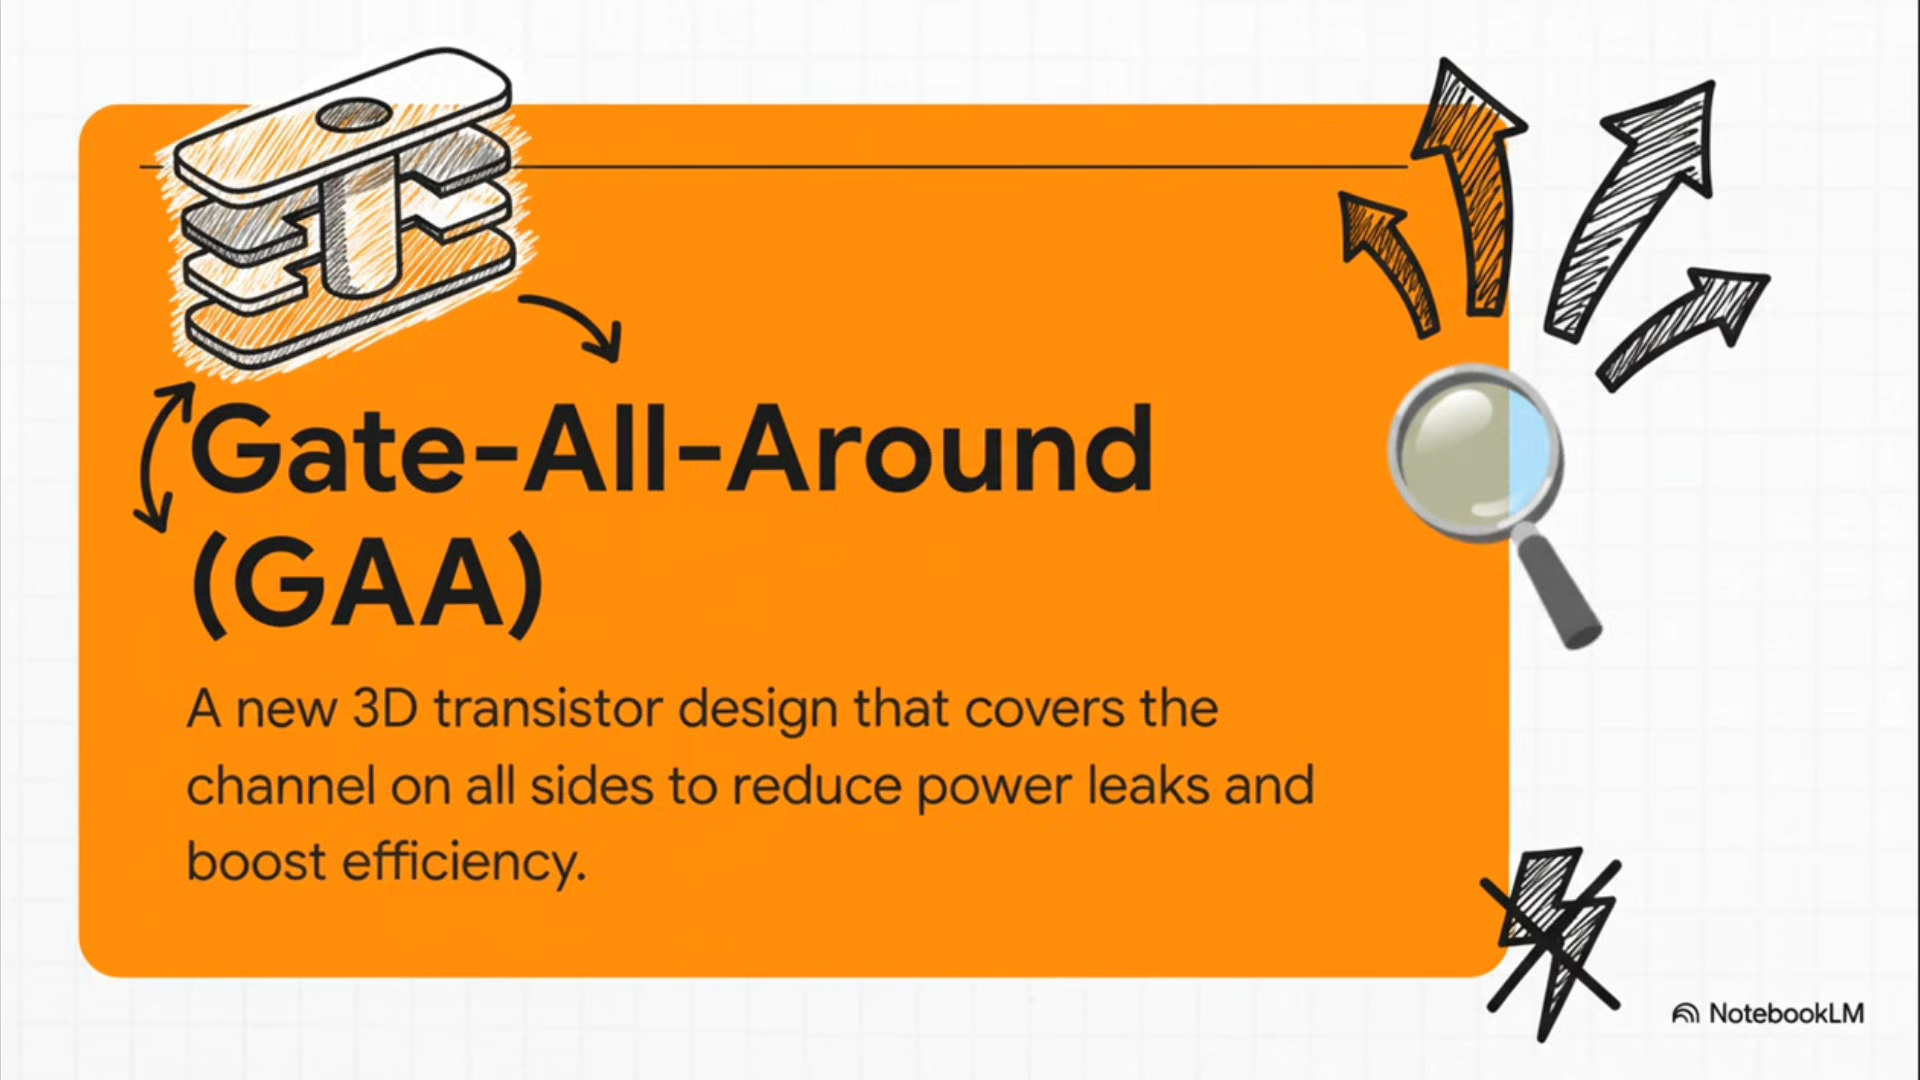 Gate-All-Around
(GAA)
A new 3D transistor design that covers the
channel on all sides to reduce power leaks and
boost efficiency.
NotebookLM